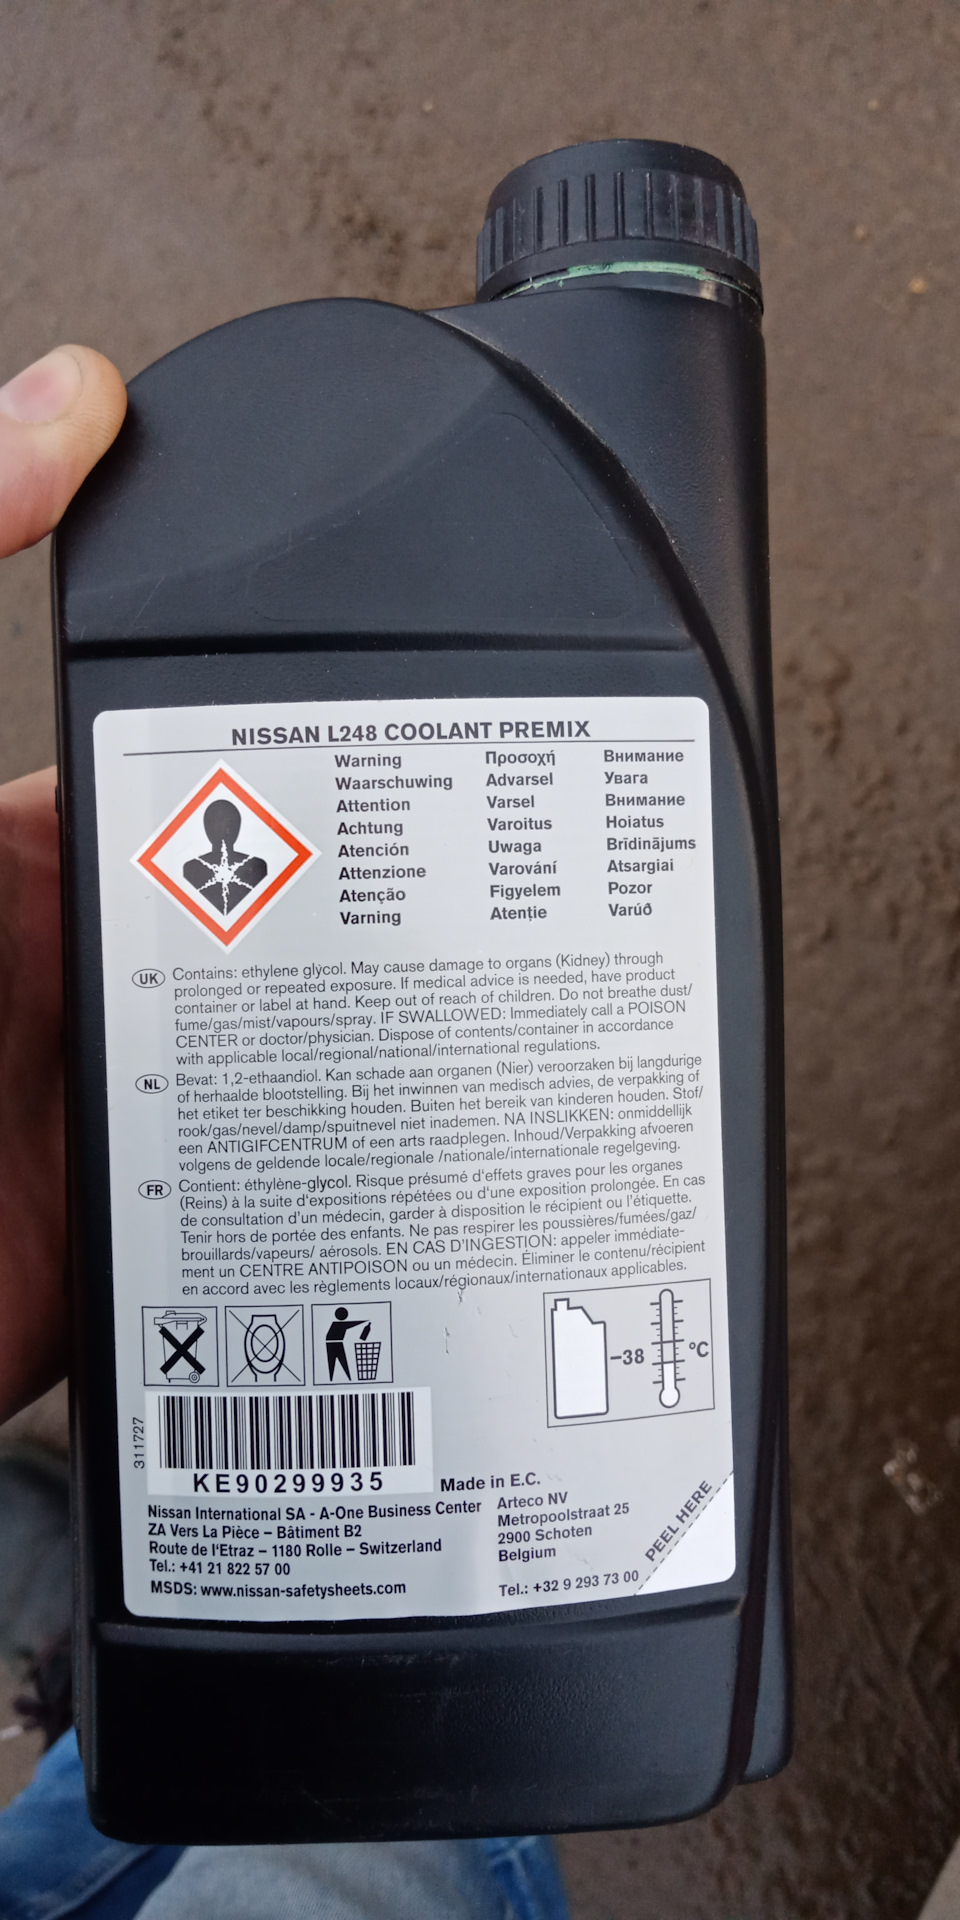 NISSAN L248 COOLANT PREMIX
Warning
Waarschuwing
Attention
Achtung
Atención
Attenzione
Atenção
Varning
Προσοχή
Advarsel
Varsel
Varoitus
Uwaga
Varování
Figyelem
Atenție
Внимание
Увага
Внимание
Hoiatus
Brīdinājums
Atsargiai
Pozor
Varúð
UK Contains: ethylene glycol. May cause damage to organs (Kidney) through
prolonged or repeated exposure. If medical advice is needed, have product
container or label at hand. Keep out of reach of children. Do not breathe dust/
fume/gas/mist/vapours/spray. IF SWALLOWED: Immediately call a POISON
CENTER or doctor/physician. Dispose of contents/container in accordance
with applicable local/regional/national/international regulations.
NL Bevat: 1,2-ethaandiol. Kan schade aan organen (Nier) veroorzaken bij langdurige
of herhaalde blootstelling. Bij het inwinnen van medisch advies, de verpakking of
het etiket ter beschikking houden. Buiten het bereik van kinderen houden. Stof/
rook/gas/nevel/damp/spuitnevel niet inademen. NA INSLIKKEN: onmiddellijk
een ANTIGIFCENTRUM of een arts raadplegen. Inhoud/Verpakking afvoeren
volgens de geldende locale/regionale /nationale/internationale regelgeving.
FR Contient: éthylène-glycol. Risque présumé d'effets graves pour les organes
(Reins) à la suite d'expositions répétées ou d'une exposition prolongée. En cas
de consultation d'un médecin, garder à disposition le récipient ou l'étiquette.
Tenir hors de portée des enfants. Ne pas respirer les poussières/fumées/gaz/
brouillards/vapeurs/ aérosols. EN CAS D'INGESTION: appeler immédiate-
ment un CENTRE ANTIPOISON ou un médecin. Éliminer le contenu/récipient
en accord avec les règlements locaux/régionaux/internationaux applicables.
-38 °C
311727
KE90299935
Made in E.C.
Nissan International SA - A-One Business Center
ZA Vers La Pièce – Bâtiment B2
Route de l'Etraz – 1180 Rolle – Switzerland
Tel.: +41 21 822 57 00
MSDS: www.nissan-safetysheets.com
Arteco NV
Metropoolstraat 25
2900 Schoten
Belgium
Tel.: +32 9 293 73 00
PEEL HERE